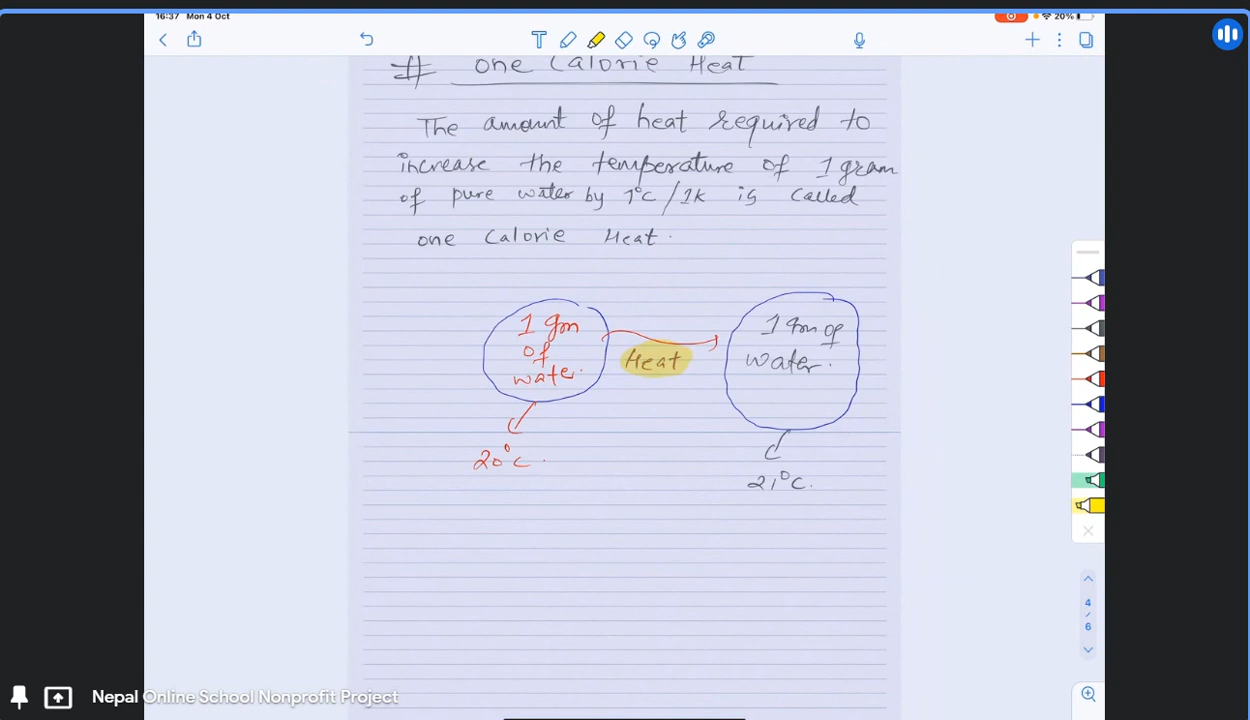 16:37 Mon 4 Oct
20%
# one Calorie Heat
The amount of heat required to
increase the temperature of 1 gram
of pure water by 1°C / 1K is called
one Calorie Heat.
1 gm
of
water.
Heat
1 gm of
water.
20°C.
21°C.
4
/
6
Nepal Online School Nonprofit Project